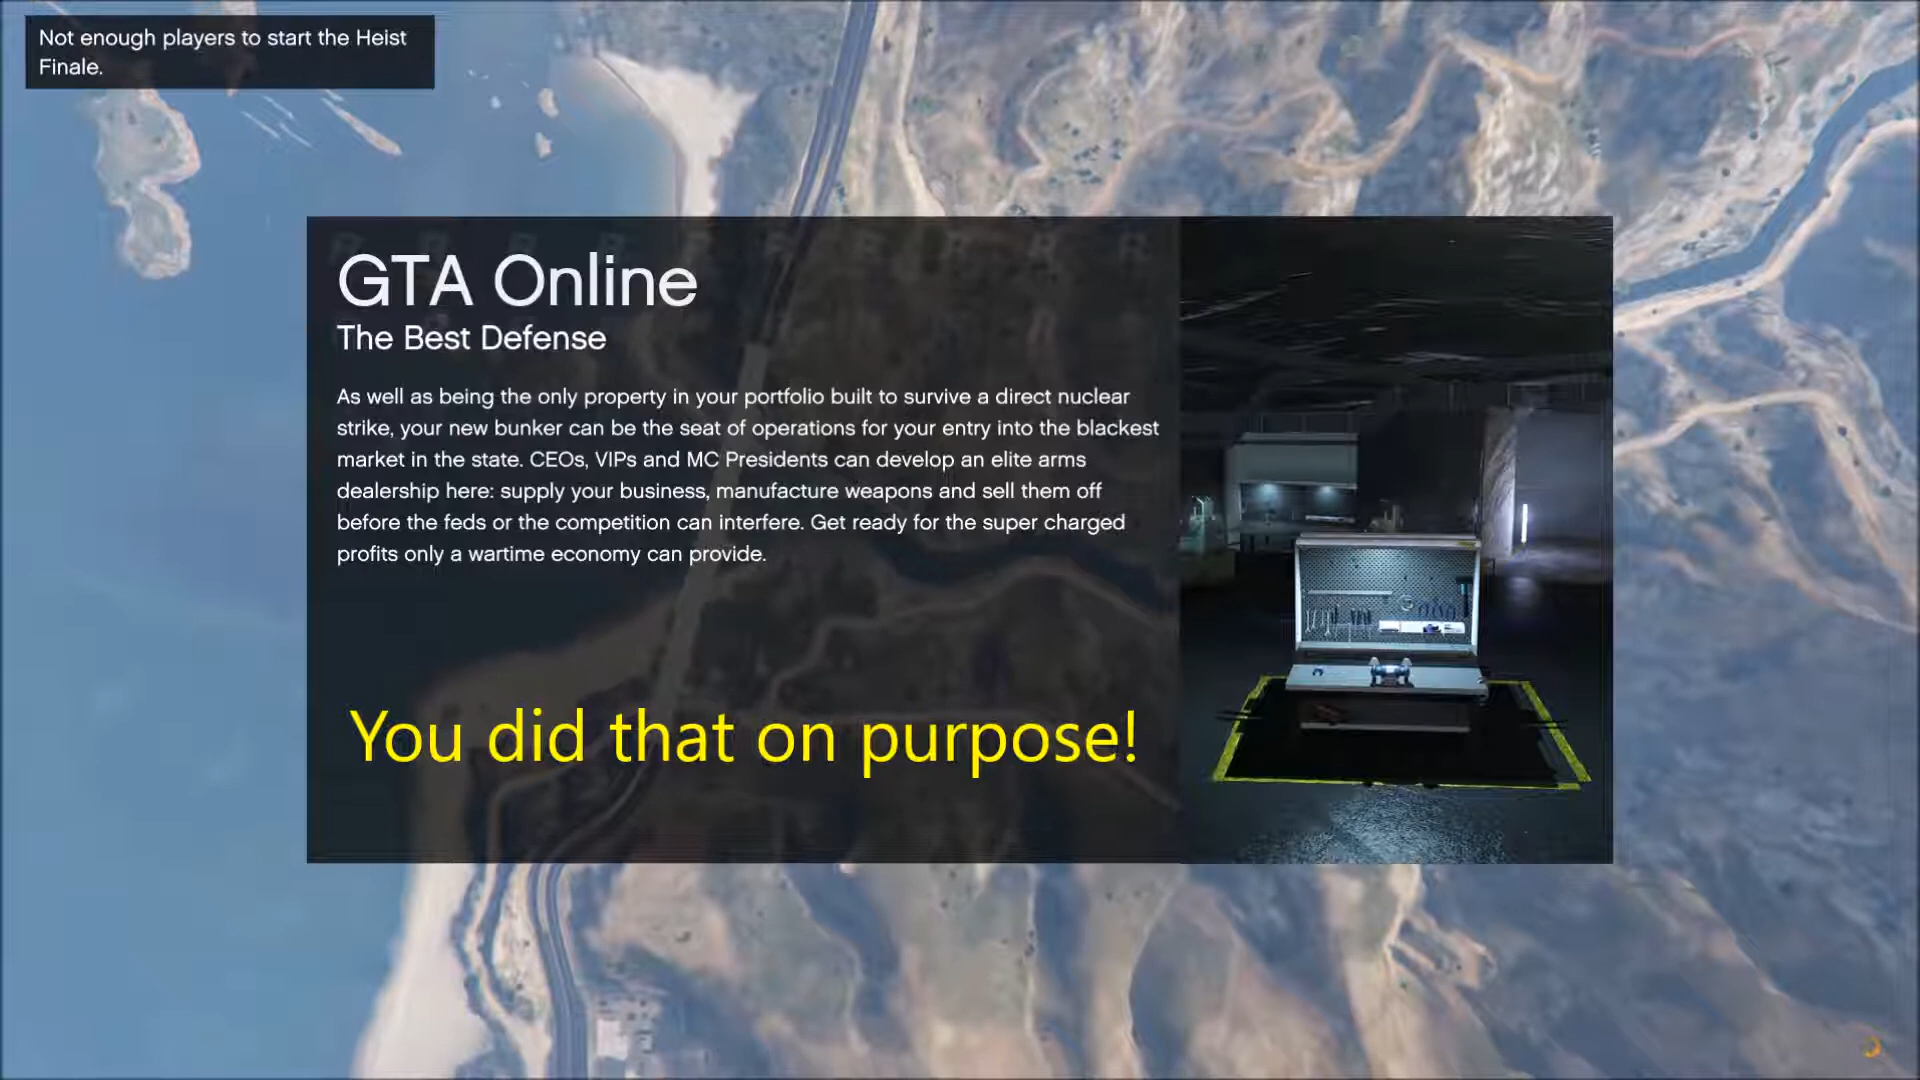 Not enough players to start the Heist
Finale.
GTA Online
The Best Defense
As well as being the only property in your portfolio built to survive a direct nuclear
strike, your new bunker can be the seat of operations for your entry into the blackest
market in the state. CEOs, VIPs and MC Presidents can develop an elite arms
dealership here: supply your business, manufacture weapons and sell them off
before the feds or the competition can interfere. Get ready for the super charged
profits only a wartime economy can provide.
You did that on purpose!